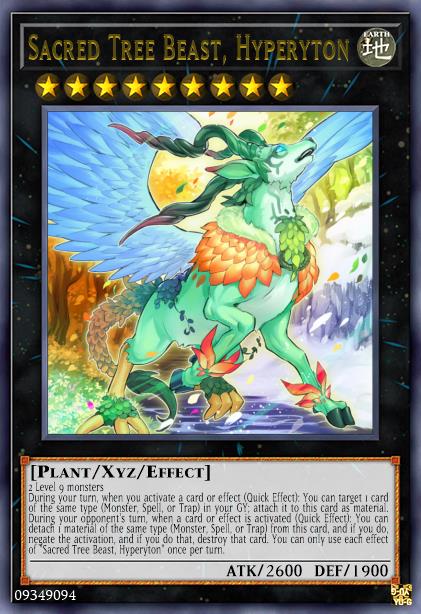 SACRED TREE BEAST, HYPERYTON
EARTH
地
[PLANT/XYZ/EFFECT]
2 Level 9 monsters
During your turn, when you activate a card or effect (Quick Effect): You can target 1 card
of the same type (Monster, Spell, or Trap) in your GY; attach it to this card as material.
During your opponent's turn, when a card or effect is activated (Quick Effect): You can
detach 1 material of the same type (Monster, Spell, or Trap) from this card, and if you do,
negate the activation, and if you do that, destroy that card. You can only use each effect
of "Sacred Tree Beast, Hyperyton" once per turn.
ATK/2600 DEF/1900
09349094